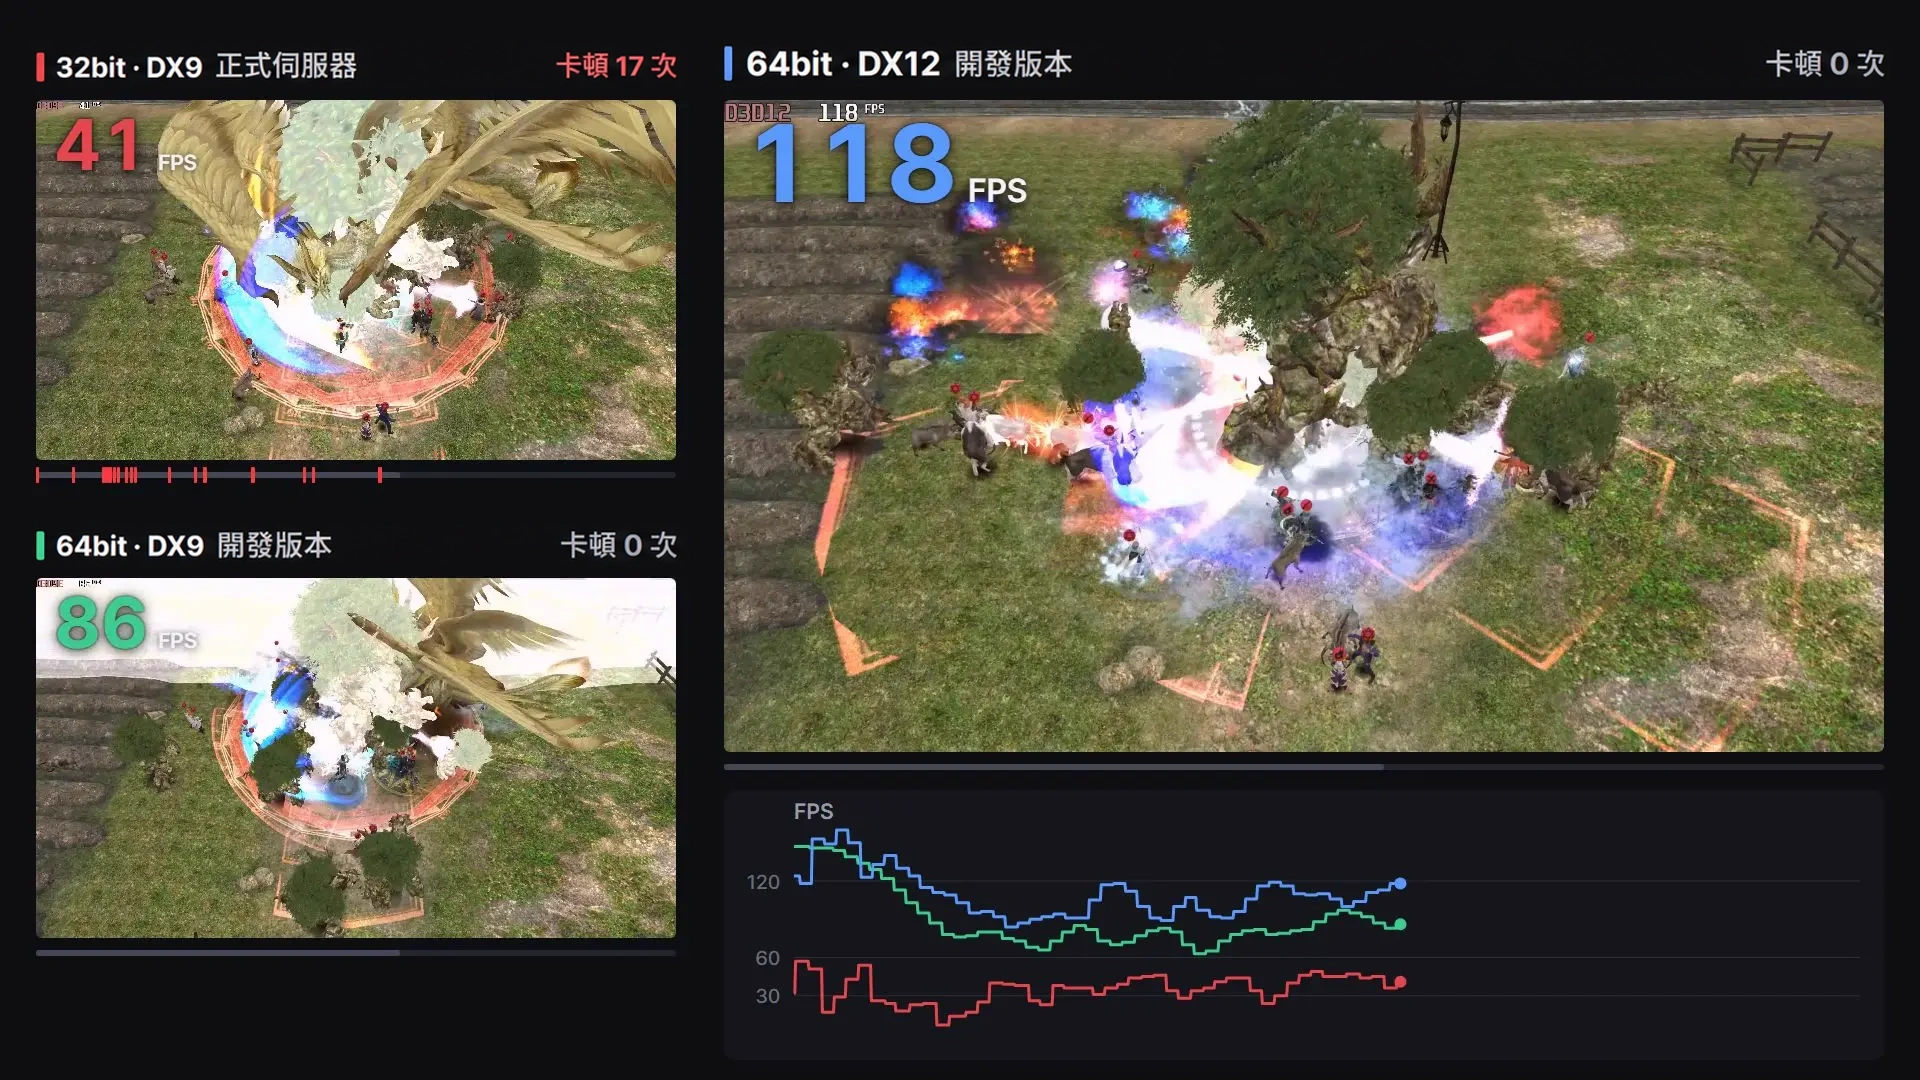 32bit · DX9 正式伺服器
卡頓 17 次
41 FPS
64bit · DX9 開發版本
卡頓 0 次
86 FPS
64bit · DX12 開發版本
卡頓 0 次
D3D12 118 FPS
118 FPS
FPS
120
60
30